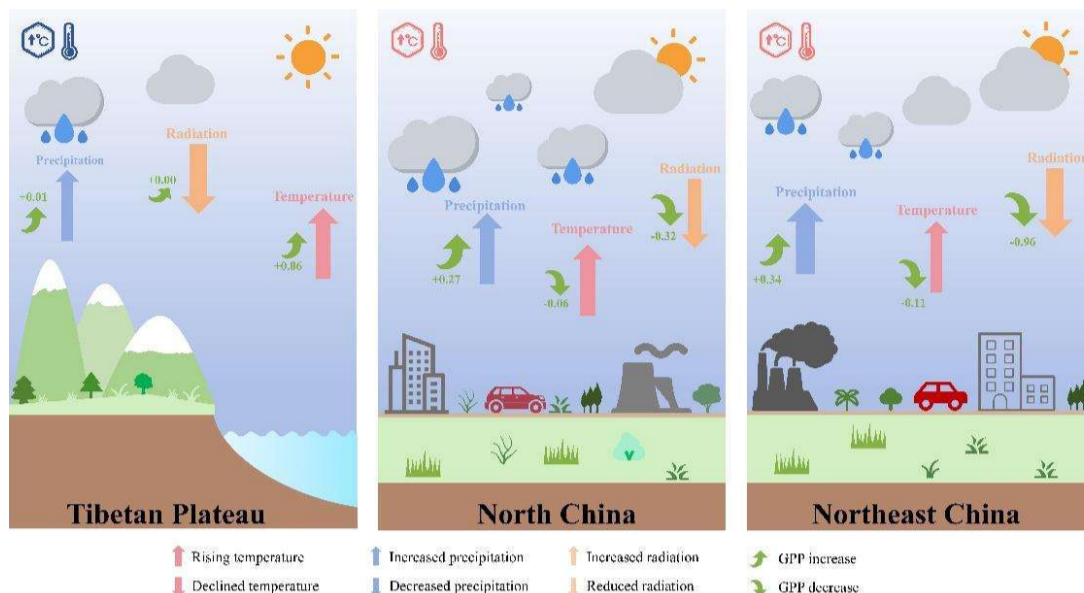 ↑°C
Precipitation
+0.01
Radiation
+0.00
Temperature
+0.06
Tibetan Plateau
↑°C
Precipitation
+0.27
Temperature
-0.06
Radiation
-0.32
North China
↑°C
Precipitation
+0.34
Temperature
-0.11
Radiation
-0.96
Northeast China
Rising temperature
Increased precipitation
Increased radiation
GPP increase
Declined temperature
Decreased precipitation
Reduced radiation
GPP decrease